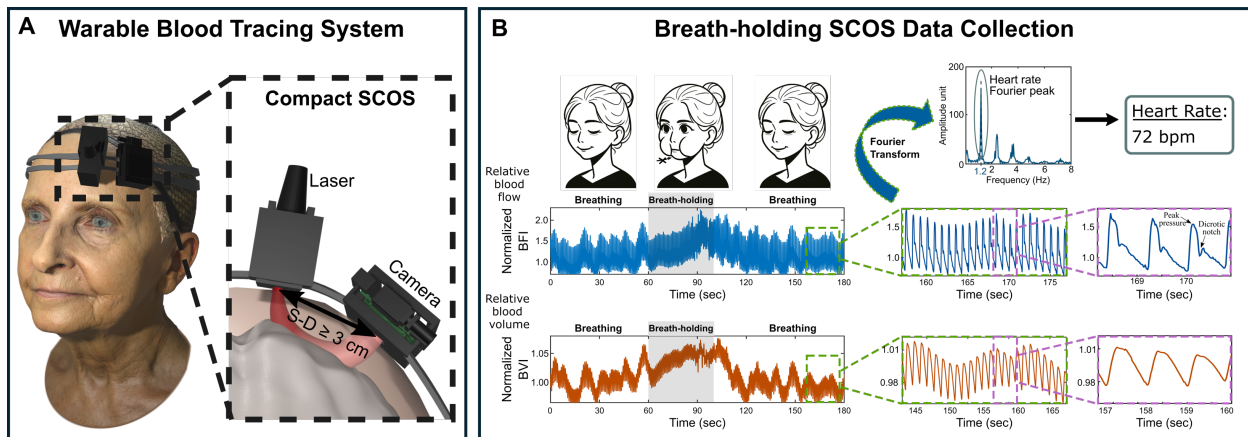 A
Warable Blood Tracing System
Compact SCOS
Laser
Camera
S-D ≥ 3 cm
B
Breath-holding SCOS Data Collection
200
100
0
Amplitude unit
Heart rate
Fourier peak
1.2
2
4
6
8
Frequency (Hz)
Heart Rate:
72 bpm
Fourier
Transform
Relative
blood
flow
Breathing
Breath-holding
Breathing
Normalized
BFI
2.0
1.5
1.0
0
30
60
90
120
150
180
Time (sec)
1.5
1.0
160
165
170
175
Time (sec)
Peak
pressure
Dicrotic
notch
1.5
1.0
169
170
Time (sec)
Relative
blood
volume
Breathing
Breath-holding
Breathing
Normalized
BVI
1.05
1.00
0
30
60
90
120
150
180
Time (sec)
1.01
0.98
145
150
155
160
165
Time (sec)
1.01
0.98
157
158
159
160
Time (sec)